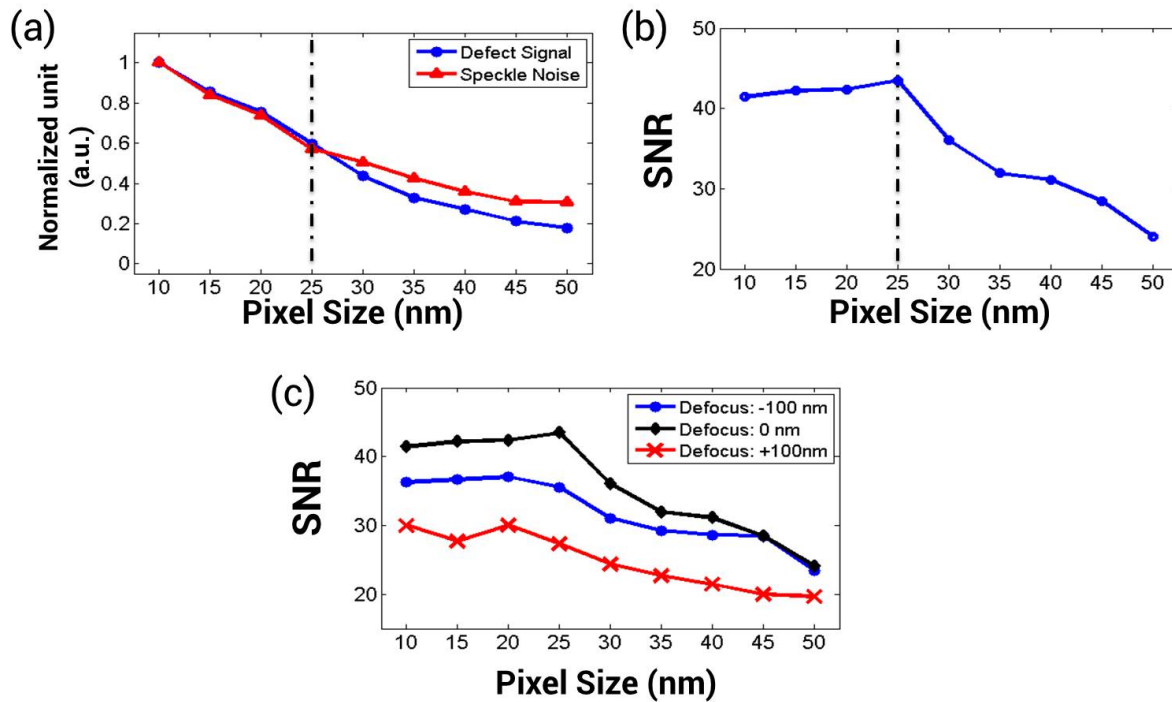 (a)
Normalized unit
(a.u.)
1
0.8
0.6
0.4
0.2
0
Defect Signal
Speckle Noise
10 15 20 25 30 35 40 45 50
Pixel Size (nm)
(b)
SNR
50
40
30
20
10 15 20 25 30 35 40 45 50
Pixel Size (nm)
(c)
SNR
50
40
30
20
Defocus: -100 nm
Defocus: 0 nm
Defocus: +100nm
10 15 20 25 30 35 40 45 50
Pixel Size (nm)